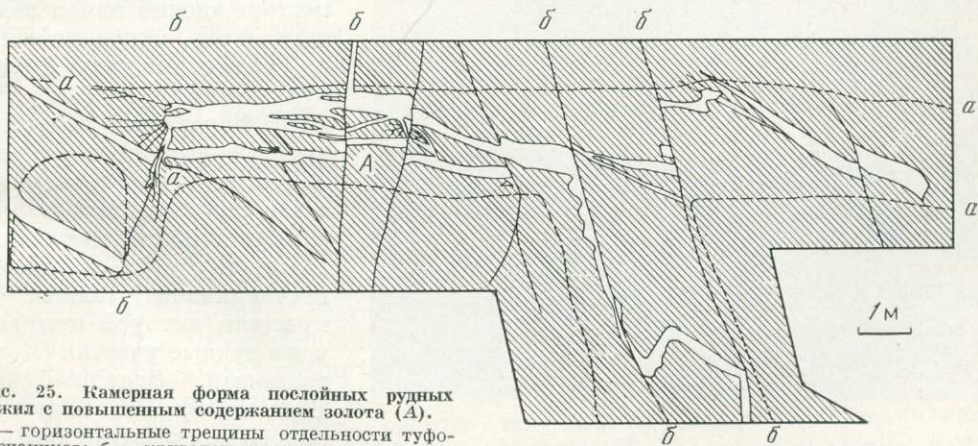 б б б б
а
а
А
а
а
б
1 м
б б
с. 25. Камерная форма послойных рудных
жил с повышенным содержанием золота (А).
— горизонтальные трещины отдельности туфо-